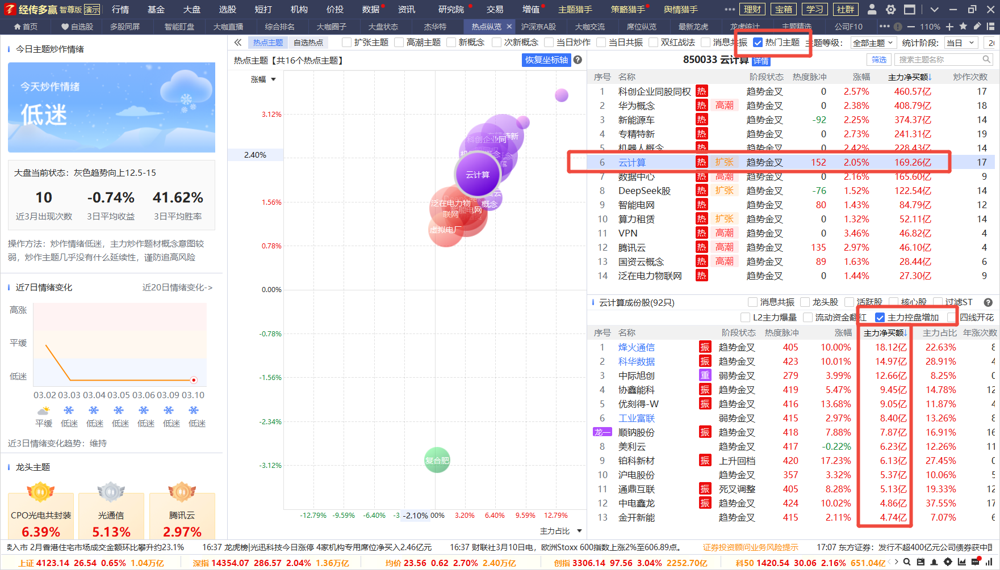 经传多赢 智尊版 演示 行情 基金 大盘 选股 短打 机构 价投 数据 资讯 研究院 交易 增值 主题猎手 策略猎手 舆情猎手 理财 宝箱 学习 社群
首页 自选股 多股同屏 智能盯盘 大咖直播 综合排名 大咖圈子 大盘状态 杰华特 热点纵览 沪深京A股 大咖交流 席位纵览 最新龙虎 龙虎统计 主题精选 公司F10 110%
今日主题炒作情绪
今天炒作情绪
低迷
大盘当前状态：灰色趋势向上12.5-15
10 -0.74% 41.62%
近3月出现次数 3日平均收益 3日平均胜率
操作方法：炒作情绪低迷，主力炒作题材概念意图较
弱，炒作主题几乎没有什么延续性，谨防追高风险
近7日情绪变化 近20日情绪变化->
高涨
平缓
低迷
03.02 03.03 03.04 03.05 03.06 03.09 03.10
平缓 低迷 低迷 低迷 低迷 低迷 低迷
近3日情绪变化趋势：维持
龙头主题
CPO光电共封装 光通信 腾讯云
6.39% 5.13% 2.97%
热点主题 自选热点 扩张主题 高潮主题 新概念 次新概念 当日炒作 当日共振 双红战法 消息共振 热门主题 主题等级： 全部主题 统计阶段： 当日
热点主题【共16个热点主题】 恢复坐标轴
涨幅
3.12%
2.40%
1.56%
0.78%
0.00%
-0.78%
-1.56%
-2.34%
-3.12%
科创企业同
云计算
泛在电力物
联网
智能电网
概念
虚拟电厂
复合肥
-12.79% -9.59% -6.40% -3 -2.10% 00% 3.20% 6.40% 9.59% 12.79%
主力占比
850033 云计算 详情 筛选 搜索主题名称
序号 名称 阶段状态 热度脉冲 涨幅 主力净买额↓ 炒作次数
1 科创企业同股同权 热 趋势金叉 0 2.57% 460.57亿 17
2 华为概念 热 高潮 趋势金叉 0 2.38% 408.79亿 18
3 新能源车 热 趋势金叉 -92 2.25% 374.37亿 14
4 专精特新 热 趋势金叉 0 2.73% 241.31亿 19
5 机器人概念 热 趋势金叉 0 2.42% 228.43亿 14
6 云计算 热 扩张 趋势金叉 152 2.05% 169.26亿 17
7 数据中心 热 高潮 趋势金叉 0 2.16% 165.60亿 9
8 DeepSeek股 热 扩张 趋势金叉 -76 1.52% 122.54亿 14
9 智能电网 热 趋势金叉 80 1.43% 84.79亿 12
10 算力租赁 热 扩张 趋势金叉 0 1.32% 52.11亿 14
11 VPN 热 高潮 趋势金叉 0 3.46% 46.82亿 4
12 腾讯云 热 高潮 趋势金叉 135 2.97% 46.10亿 4
13 国资云概念 热 高潮 趋势金叉 89 1.63% 28.44亿 6
14 泛在电力物联网 热 趋势金叉 0 1.44% 27.30亿 9
云计算成份股(92只) 消息共振 龙头股 活跃股 核心股 过滤ST
L2主力爆量 流动资金翻红 主力控盘增加 四线开花
序号 名称 阶段状态 热度脉冲 涨幅 主力净买额↓ 主力占比 年涨次数
1 烽火通信 振 趋势金叉 405 10.00% 18.12亿 22.63% 8
2 科华数据 振 趋势金叉 423 10.01% 14.97亿 28.91% 4
3 中际旭创 重 弱势金叉 279 3.99% 12.66亿 8.25%
4 协鑫能科 振 趋势金叉 419 5.47% 9.45亿 14.78% 12
5 优刻得-W 振 趋势金叉 416 13.68% 9.05亿 11.87% 4
6 工业富联 弱势金叉 415 2.97% 8.40亿 13.26% 8
龙一 顺钠股份 振 趋势金叉 418 7.88% 7.87亿 16.91% 16
8 美利云 趋势金叉 417 -0.22% 6.23亿 12.26% 11
9 铂科新材 振 上升回档 420 17.23% 6.13亿 27.45%
10 沪电股份 趋势金叉 357 3.32% 5.37亿 10.06% 5
11 通鼎互联 振 死叉调整 405 8.28% 5.13亿 19.33% 12
12 中电鑫龙 振 趋势金叉 424 10.02% 4.86亿 37.55% 17
13 金开新能 趋势金叉 415 2.11% 4.74亿 7.07% 6
入市 2月香港住宅市场成交金额环比攀升约23.1% 16:37 龙虎榜|光迅科技今日涨停 4家机构专用席位净买入2.46亿元 16:37 财联社3月10日电，欧洲Stoxx 600指数上涨2%至606.89点。 证券投资顾问业务风险提示 17:07 东方证券：发行不超400亿元公司债券获中国
上证 4123.14 26.54 0.65% 1.04万亿 深指 14354.07 286.57 2.04% 1.36万亿 均价 23.56 0.62 2.70% 2.40万亿 创指 3306.14 97.56 3.04% 2252.70亿 科50 1420.54 30.06 2.16% 651.04亿